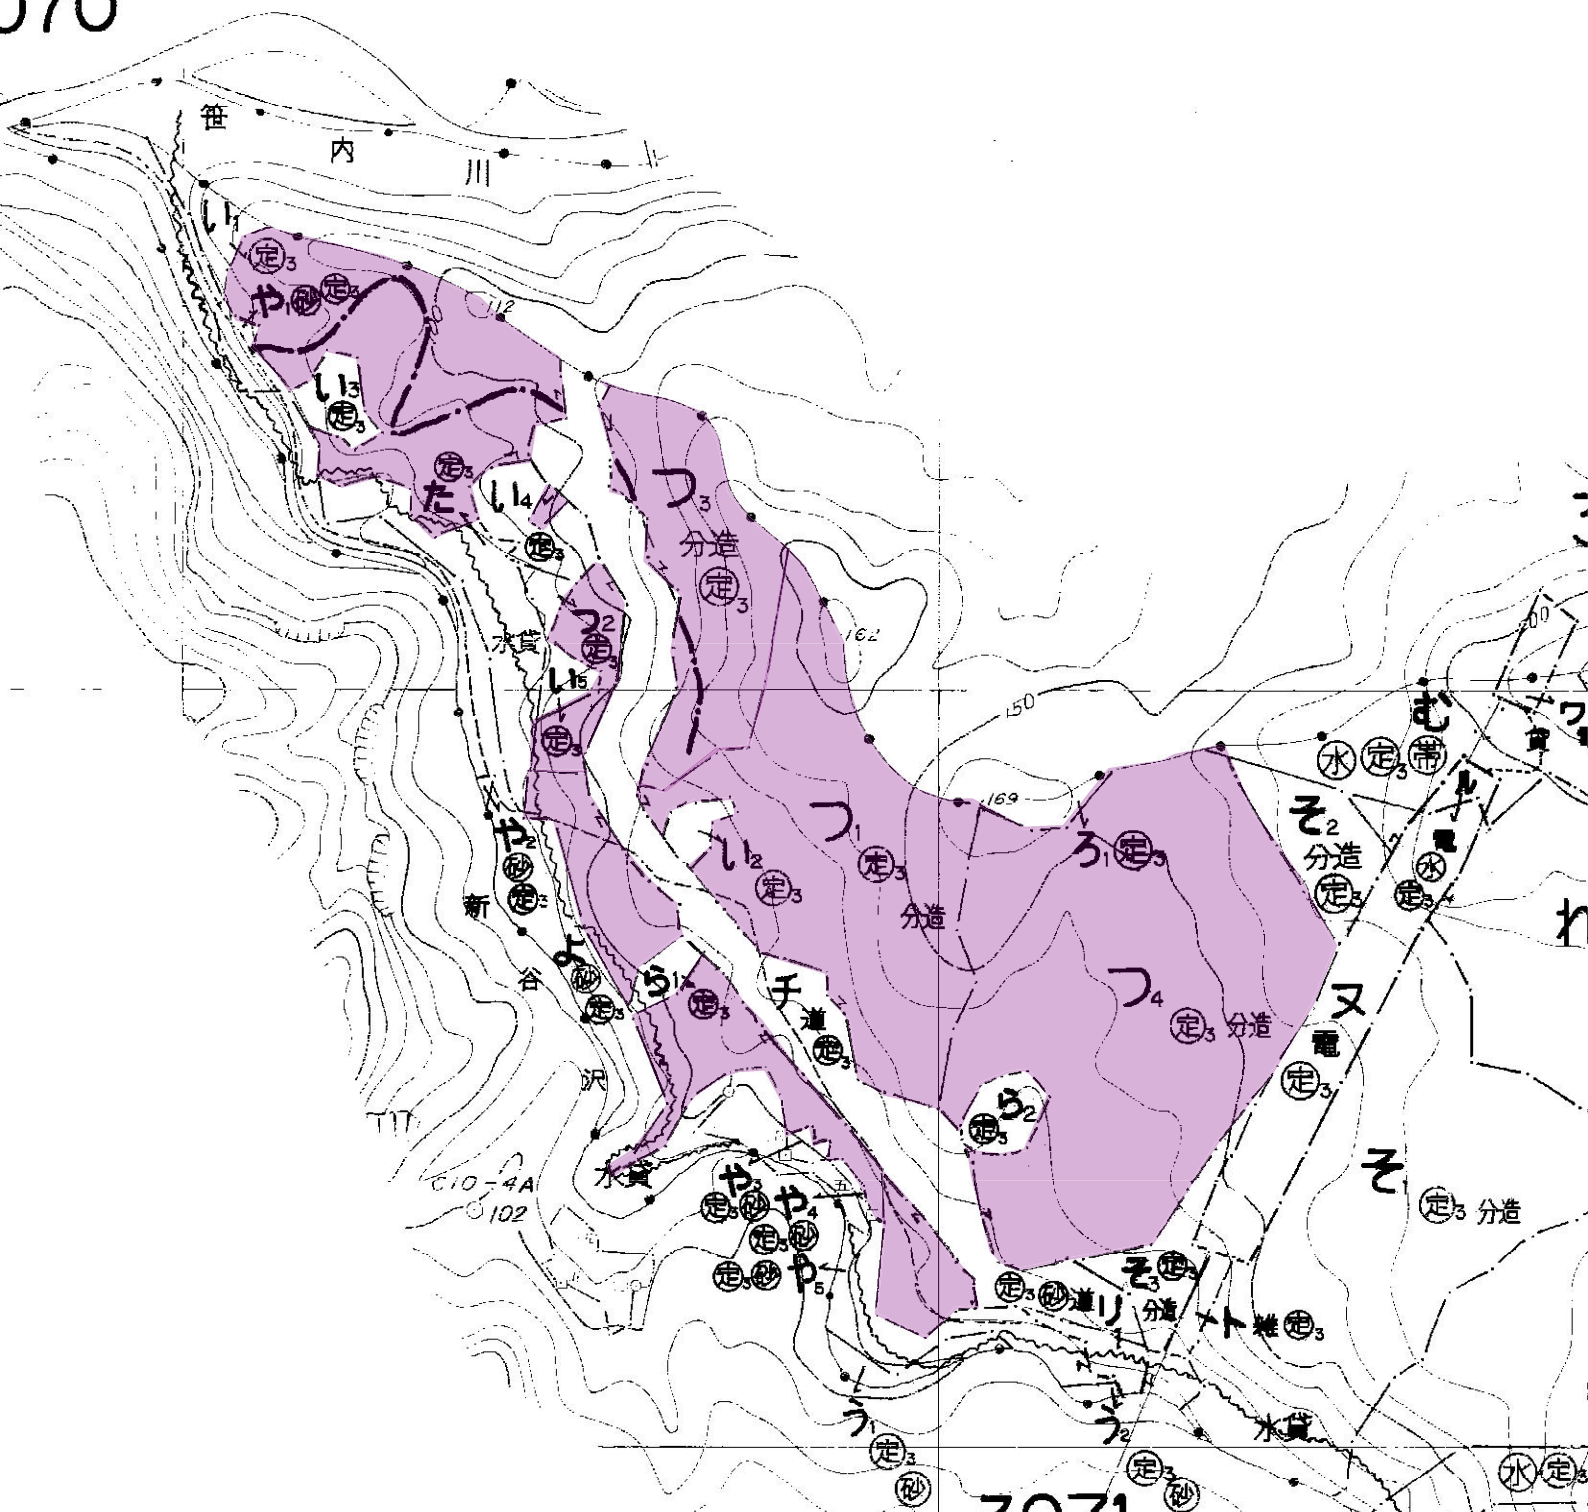 笹
内
川
い1
定3
や1 砂 定3
112
い3
定3
定3
た
い4
定3
つ3
分造
定3
つ2
定3
水貸
い5
定3
162
150
む
水 定3 帯
ル
電
水
定3
ワ
貸
そ2
分造
定3
169
つ1
定3
分造
ろ1 定3
い2
定3
や2
砂
定3
新
谷
沢
よ
砂
定3
ら1
定3
チ
道
定3
つ4
定3 分造
ヌ
電
定3
れ
ら2
定3
そ1
定3 分造
水貸
C10-4A
102
や3
定3 砂
や4
定3 砂
定3 砂 や5
定3 砂 道 リ
そ3 定3
分造
ト 雑 定3
う1
定3
砂
う2
定3
砂
水貸
水 定3